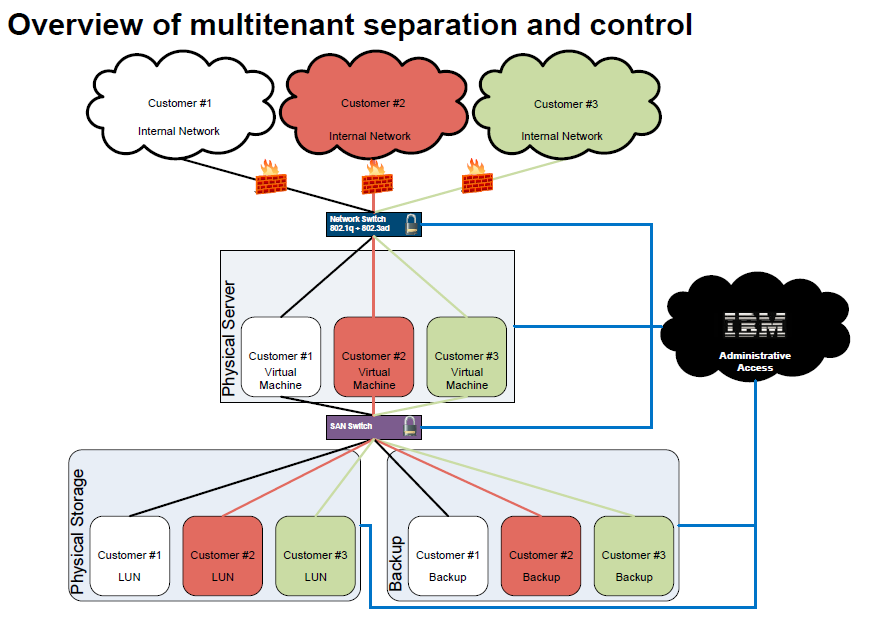 Overview of multitenant separation and control
Customer #1
Internal Network
Customer #2
Internal Network
Customer #3
Internal Network
Network Switch
802.1q + 802.3ad
Physical Server
Customer #1
Virtual
Machine
Customer #2
Virtual
Machine
Customer #3
Virtual
Machine
IBM
Administrative
Access
SAN Switch
Physical Storage
Customer #1
LUN
Customer #2
LUN
Customer #3
LUN
Backup
Customer #1
Backup
Customer #2
Backup
Customer #3
Backup